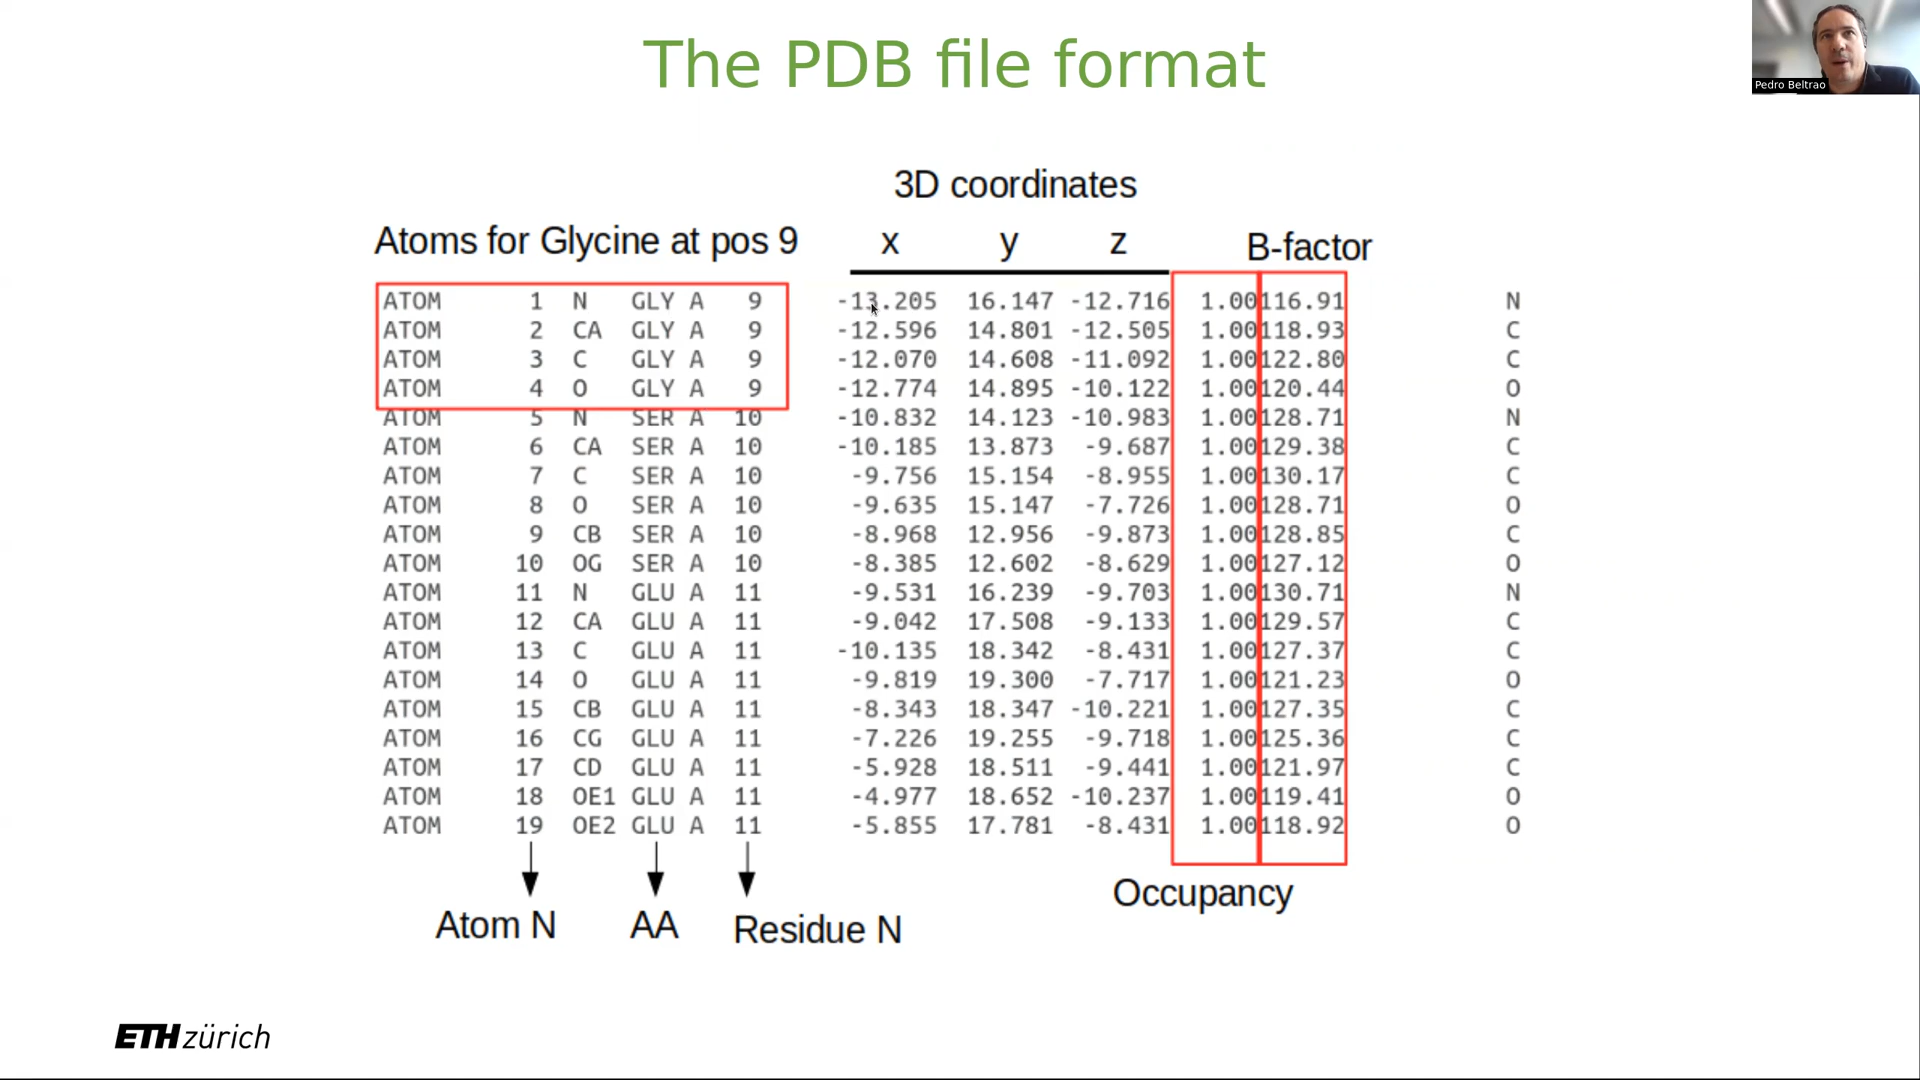 The PDB file format
Pedro Beltrao
3D coordinates
Atoms for Glycine at pos 9 x y z B-factor
ATOM 1 N GLY A 9 -13.205 16.147 -12.716 1.00116.91 N
ATOM 2 CA GLY A 9 -12.596 14.801 -12.505 1.00118.93 C
ATOM 3 C GLY A 9 -12.070 14.608 -11.092 1.00122.80 C
ATOM 4 O GLY A 9 -12.774 14.895 -10.122 1.00120.44 O
ATOM 5 N SER A 10 -10.832 14.123 -10.983 1.00128.71 N
ATOM 6 CA SER A 10 -10.185 13.873 -9.687 1.00129.38 C
ATOM 7 C SER A 10 -9.756 15.154 -8.955 1.00130.17 C
ATOM 8 O SER A 10 -9.635 15.147 -7.726 1.00128.71 O
ATOM 9 CB SER A 10 -8.968 12.956 -9.873 1.00128.85 C
ATOM 10 OG SER A 10 -8.385 12.602 -8.629 1.00127.12 O
ATOM 11 N GLU A 11 -9.531 16.239 -9.703 1.00130.71 N
ATOM 12 CA GLU A 11 -9.042 17.508 -9.133 1.00129.57 C
ATOM 13 C GLU A 11 -10.135 18.342 -8.431 1.00127.37 C
ATOM 14 O GLU A 11 -9.819 19.300 -7.717 1.00121.23 O
ATOM 15 CB GLU A 11 -8.343 18.347 -10.221 1.00127.35 C
ATOM 16 CG GLU A 11 -7.226 19.255 -9.718 1.00125.36 C
ATOM 17 CD GLU A 11 -5.928 18.511 -9.441 1.00121.97 C
ATOM 18 OE1 GLU A 11 -4.977 18.652 -10.237 1.00119.41 O
ATOM 19 OE2 GLU A 11 -5.855 17.781 -8.431 1.00118.92 O
Atom N AA Residue N Occupancy
ETH zürich